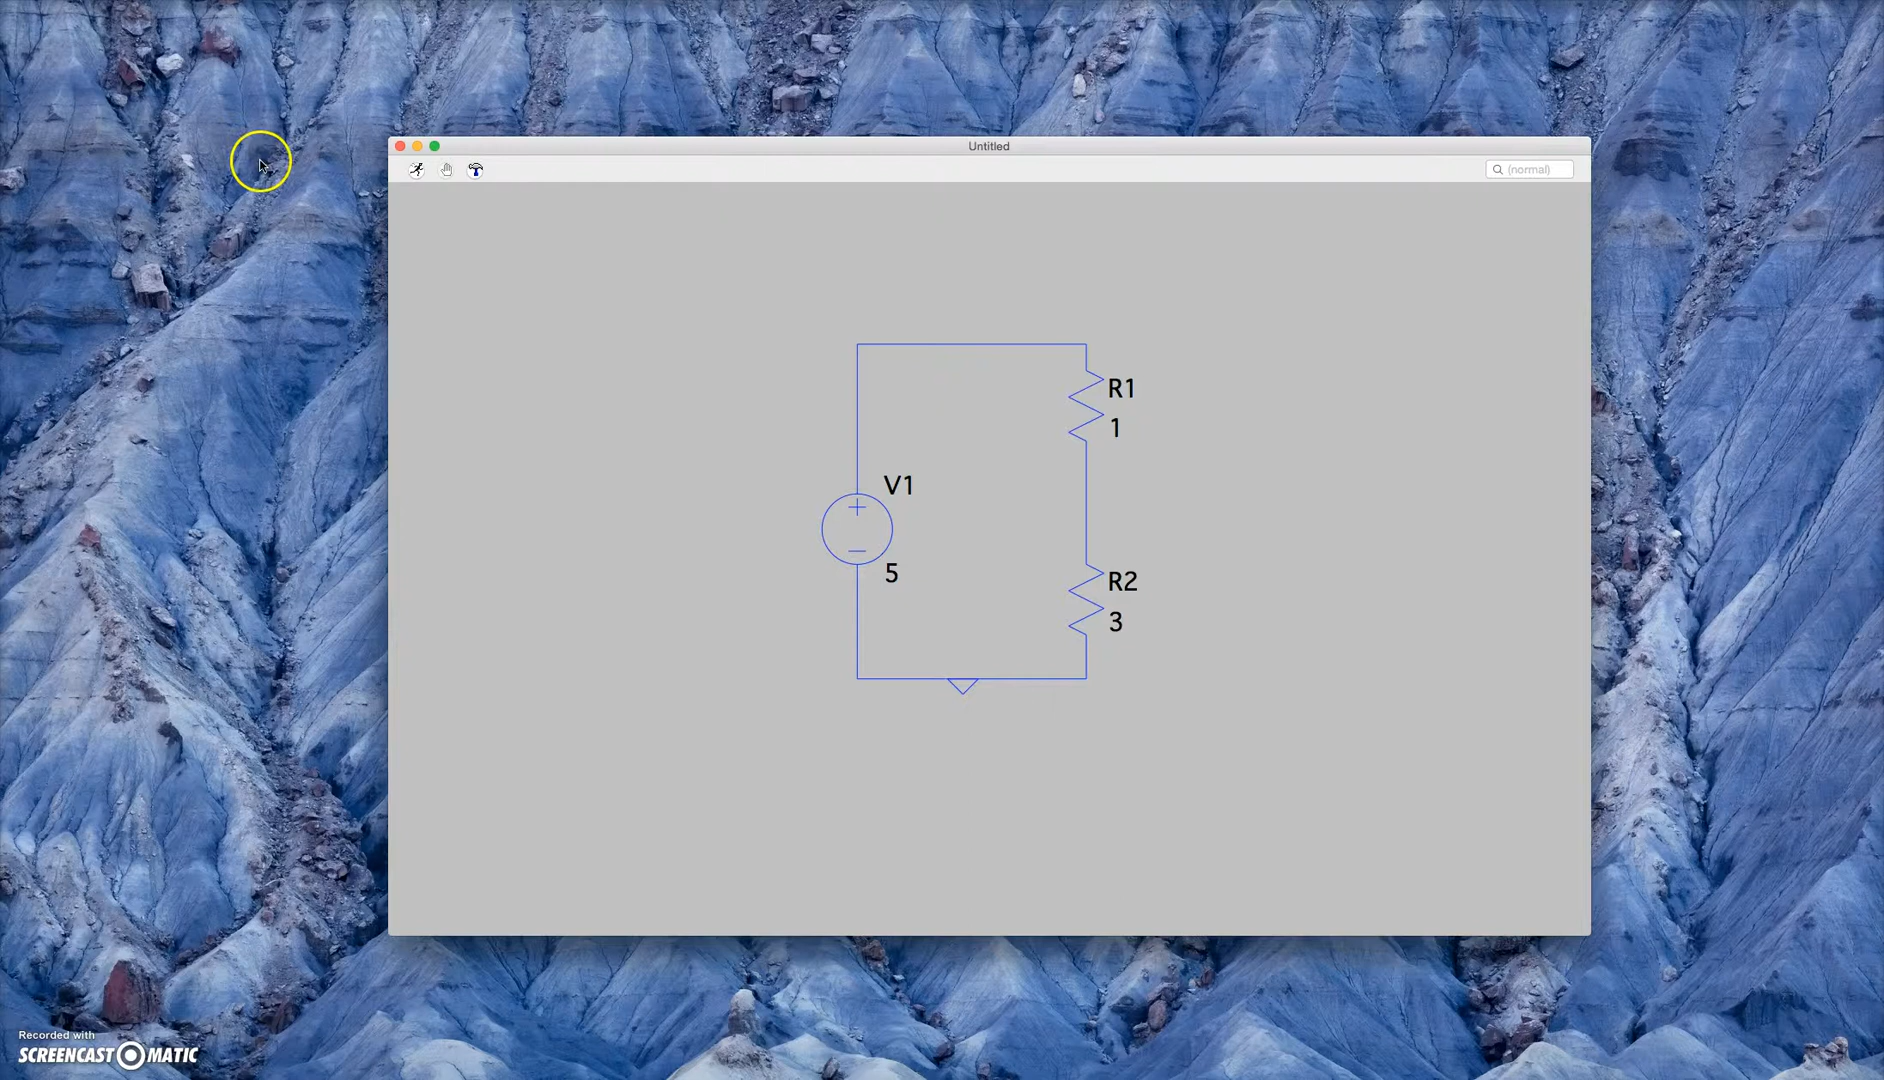 Untitled
(normal)
R1
1
V1
5
R2
3
Recorded with
SCREENCAST MATIC